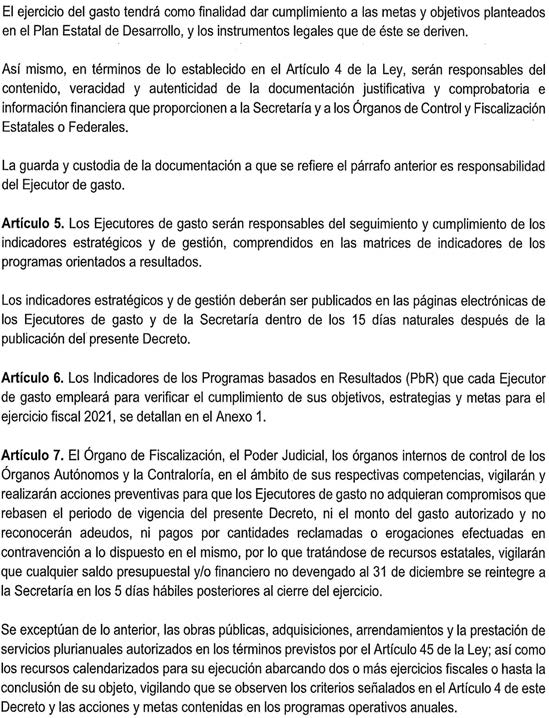 El ejercicio del gasto tendrá como finalidad dar cumplimiento a las metas y objetivos planteados
en el Plan Estatal de Desarrollo, y los instrumentos legales que de éste se deriven.
Así mismo, en términos de lo establecido en el Artículo 4 de la Ley, serán responsables del
contenido, veracidad y autenticidad de la documentación justificativa y comprobatoria e
información financiera que proporcionen a la Secretaría y a los Órganos de Control y Fiscalización
Estatales o Federales.
La guarda y custodia de la documentación a que se refiere el párrafo anterior es responsabilidad
del Ejecutor de gasto.
Artículo 5. Los Ejecutores de gasto serán responsables del seguimiento y cumplimiento de los
indicadores estratégicos y de gestión, comprendidos en las matrices de indicadores de los
programas orientados a resultados.
Los indicadores estratégicos y de gestión deberán ser publicados en las páginas electrónicas de
los Ejecutores de gasto y de la Secretaría dentro de los 15 días naturales después de la
publicación del presente Decreto.
Artículo 6. Los Indicadores de los Programas basados en Resultados (PbR) que cada Ejecutor
de gasto empleará para verificar el cumplimiento de sus objetivos, estrategias y metas para el
ejercicio fiscal 2021, se detallan en el Anexo 1.
Artículo 7. El Órgano de Fiscalización, el Poder Judicial, los órganos internos de control de los
Órganos Autónomos y la Contraloría, en el ámbito de sus respectivas competencias, vigilarán y
realizarán acciones preventivas para que los Ejecutores de gasto no adquieran compromisos que
rebasen el periodo de vigencia del presente Decreto, ni el monto del gasto autorizado y no
reconocerán adeudos, ni pagos por cantidades reclamadas o erogaciones efectuadas en
contravención a lo dispuesto en el mismo, por lo que tratándose de recursos estatales, vigilarán
que cualquier saldo presupuestal y/o financiero no devengado al 31 de diciembre se reintegre a
la Secretaría en los 5 días hábiles posteriores al cierre del ejercicio.
Se exceptúan de lo anterior, las obras públicas, adquisiciones, arrendamientos y la prestación de
servicios plurianuales autorizados en los términos previstos por el Artículo 45 de la Ley; así como
los recursos calendarizados para su ejecución abarcando dos o más ejercicios fiscales o hasta la
conclusión de su objeto, vigilando que se observen los criterios señalados en el Artículo 4 de este
Decreto y las acciones y metas contenidas en los programas operativos anuales.